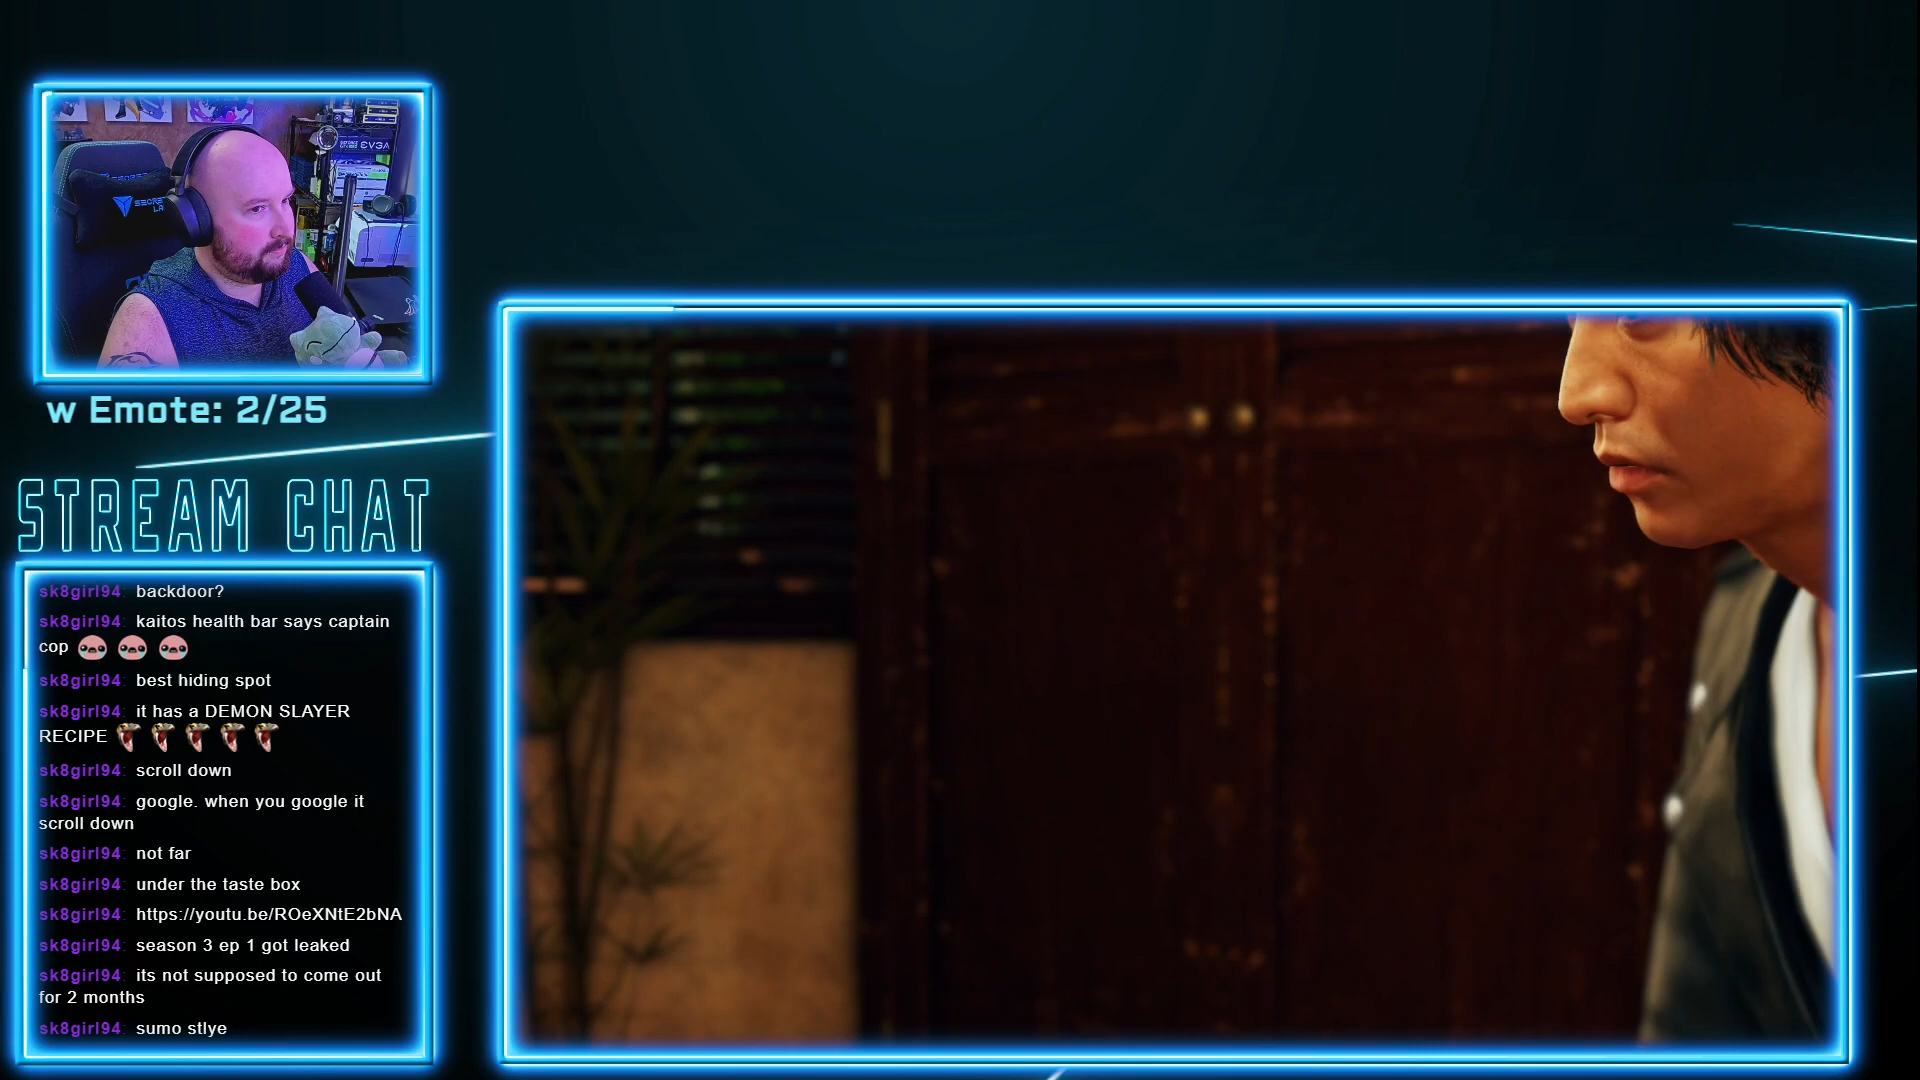 EVGA
SECRET
LA
w Emote: 2/25
STREAM CHAT
sk8girl94: backdoor?
sk8girl94: kaitos health bar says captain
cop
sk8girl94: best hiding spot
sk8girl94: it has a DEMON SLAYER
RECIPE
sk8girl94: scroll down
sk8girl94: google. when you google it
scroll down
sk8girl94: not far
sk8girl94: under the taste box
sk8girl94: https://youtu.be/ROeXNtE2bNA
sk8girl94: season 3 ep 1 got leaked
sk8girl94: its not supposed to come out
for 2 months
sk8girl94: sumo stlye